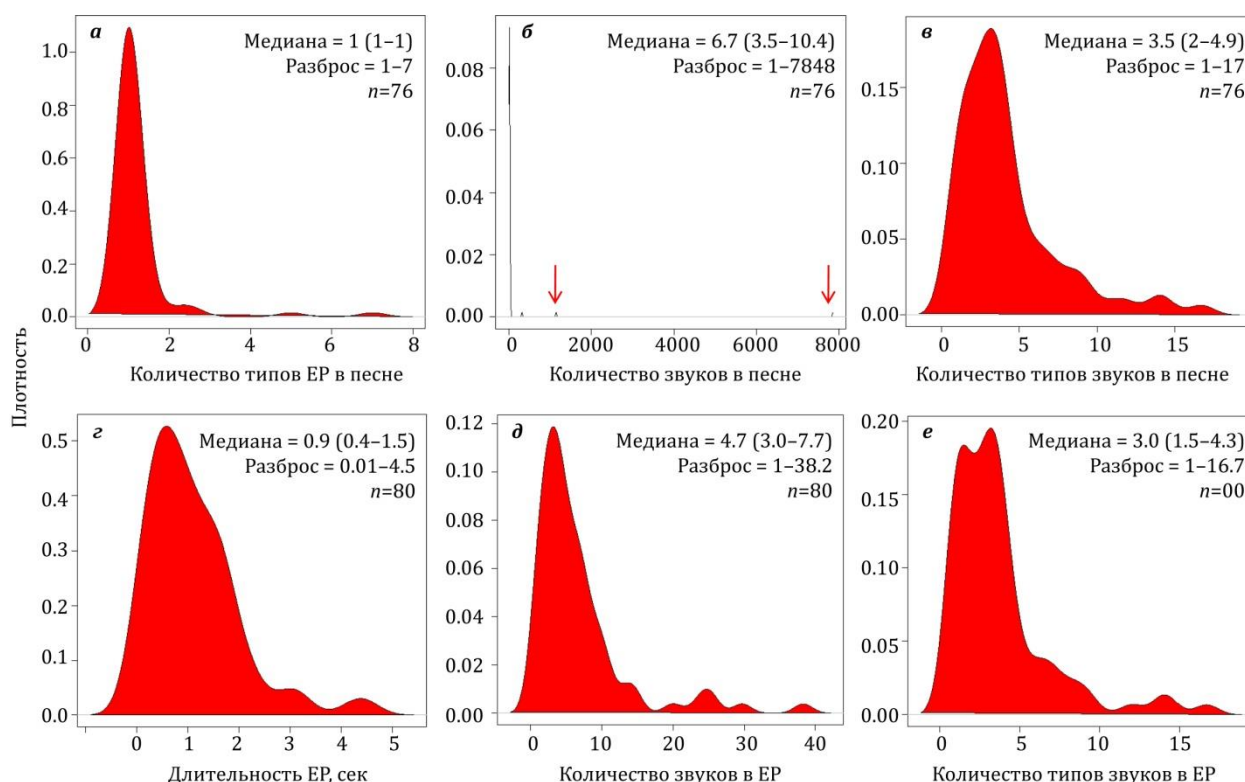 Плотность
а
Медиана = 1 (1–1)
Разброс = 1–7
n=76
1.0
0.8
0.6
0.4
0.2
0.0
0 2 4 6 8
Количество типов EP в песне
б
Медиана = 6.7 (3.5–10.4)
Разброс = 1–7848
n=76
0.08
0.06
0.04
0.02
0.00
0 2000 4000 6000 8000
Количество звуков в песне
в
Медиана = 3.5 (2–4.9)
Разброс = 1–17
n=76
0.15
0.10
0.05
0.00
0 5 10 15
Количество типов звуков в песне
г
Медиана = 0.9 (0.4–1.5)
Разброс = 0.01–4.5
n=80
0.5
0.4
0.3
0.2
0.1
0.0
0 1 2 3 4 5
Длительность EP, сек
д
Медиана = 4.7 (3.0–7.7)
Разброс = 1–38.2
n=80
0.12
0.10
0.08
0.06
0.04
0.02
0.00
0 10 20 30 40
Количество звуков в EP
е
Медиана = 3.0 (1.5–4.3)
Разброс = 1–16.7
n=00
0.20
0.15
0.10
0.05
0.00
0 5 10 15
Количество типов звуков в EP